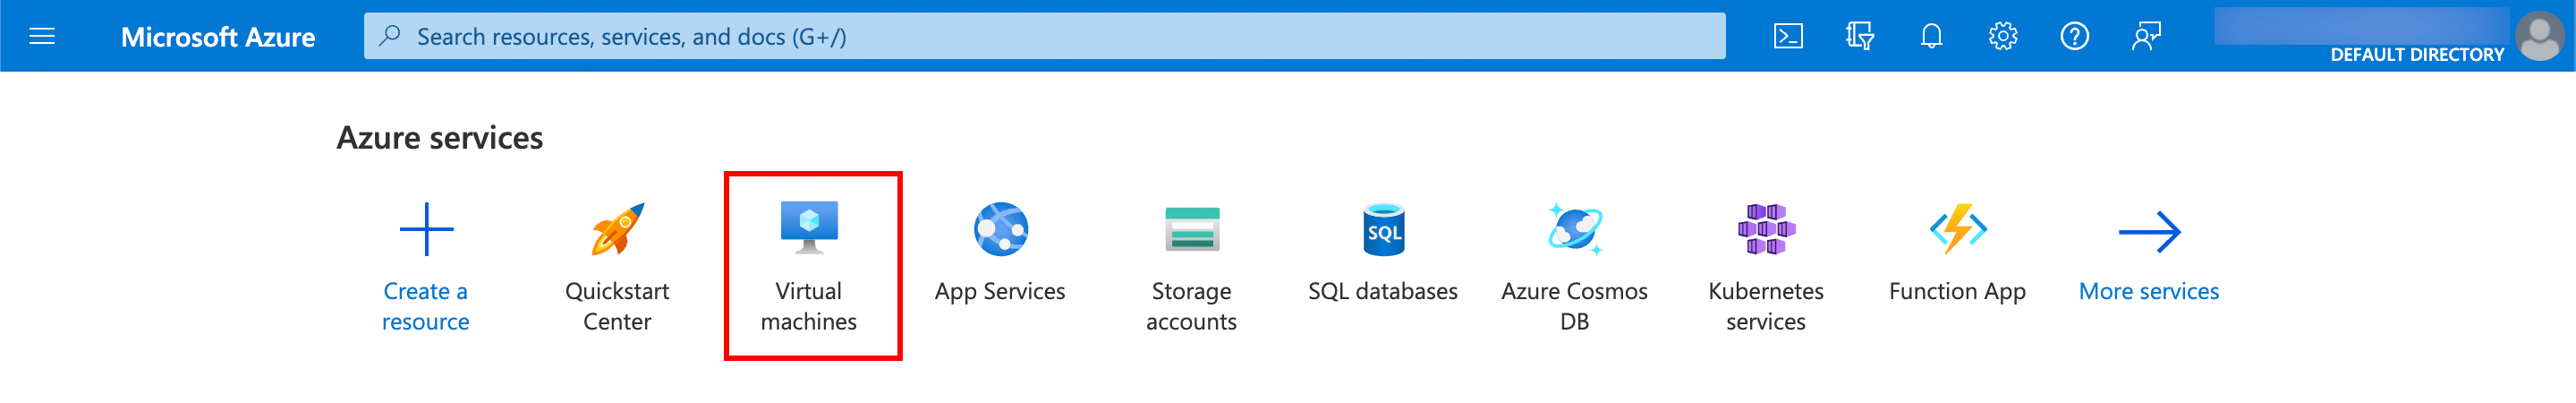 Microsoft Azure
Search resources, services, and docs (G+/)
DEFAULT DIRECTORY
Azure services
Create a
resource
Quickstart
Center
Virtual
machines
App Services
Storage
accounts
SQL
SQL databases
Azure Cosmos
DB
Kubernetes
services
Function App
More services